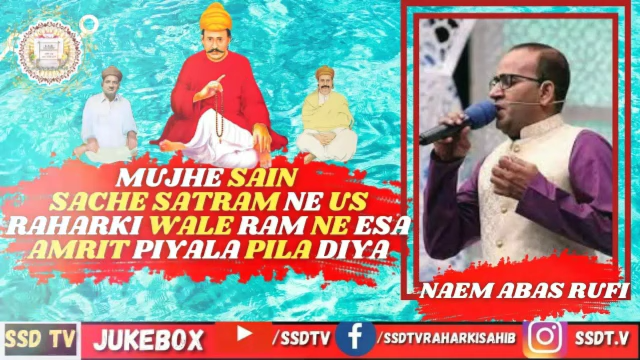 MUJHE SAIN
SACHE SATRAM NE US
RAHARKI WALE RAM NE ESA
AMRIT PIYALA PILA DIYA
NAEM ABAS RUFI
SSD TV
JUKEBOX
/SSDTV
/SSDTVRAHARKISAHIB
SSDT.V